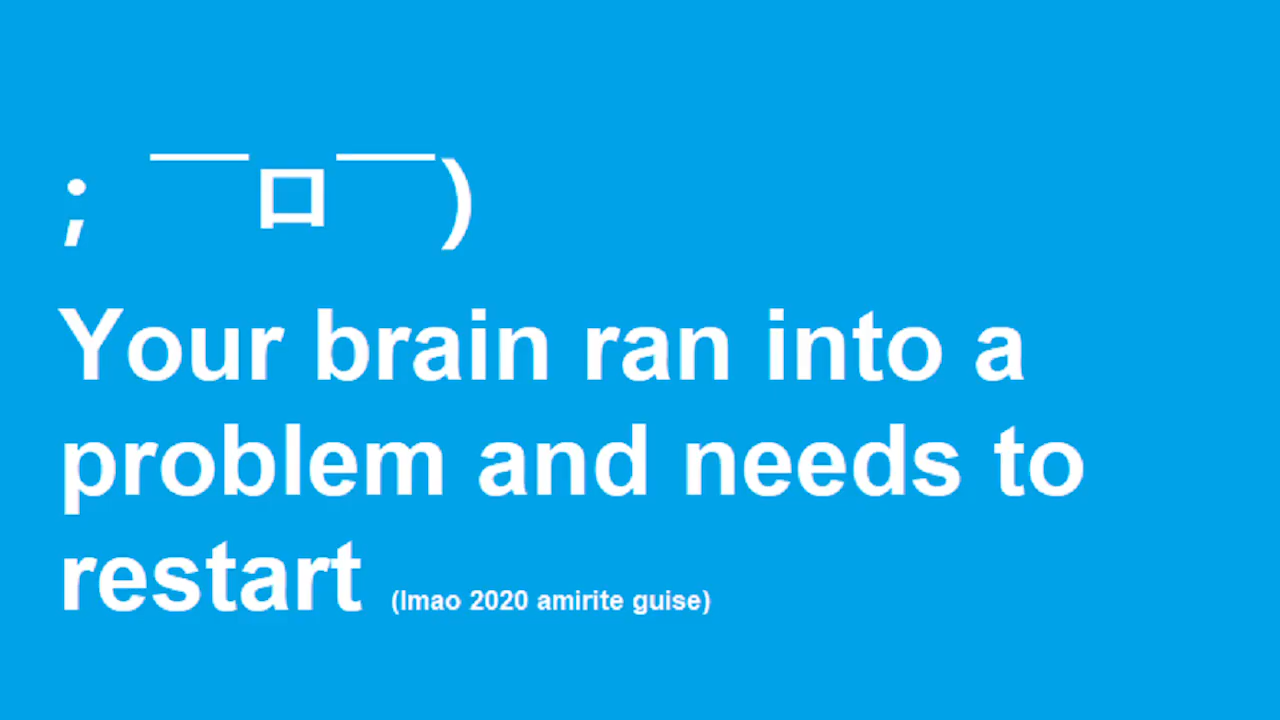 ; ￣ロ￣)
Your brain ran into a
problem and needs to
restart (lmao 2020 amirite guise)